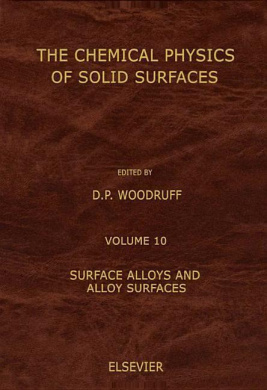 THE CHEMICAL PHYSICS
OF SOLID SURFACES
EDITED BY
D.P. WOODRUFF
VOLUME 10
SURFACE ALLOYS AND
ALLOY SURFACES
ELSEVIER